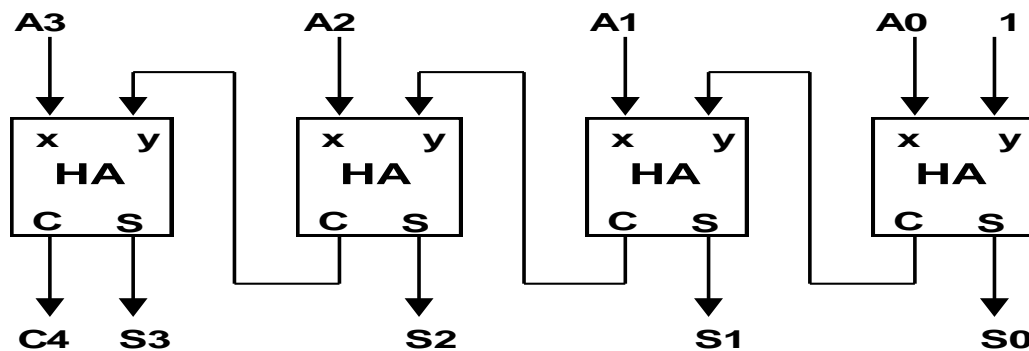 A3 A2 A1 A0 1
x y x y x y x y
HA HA HA HA
C S C S C S C S
C4 S3 S2 S1 S0